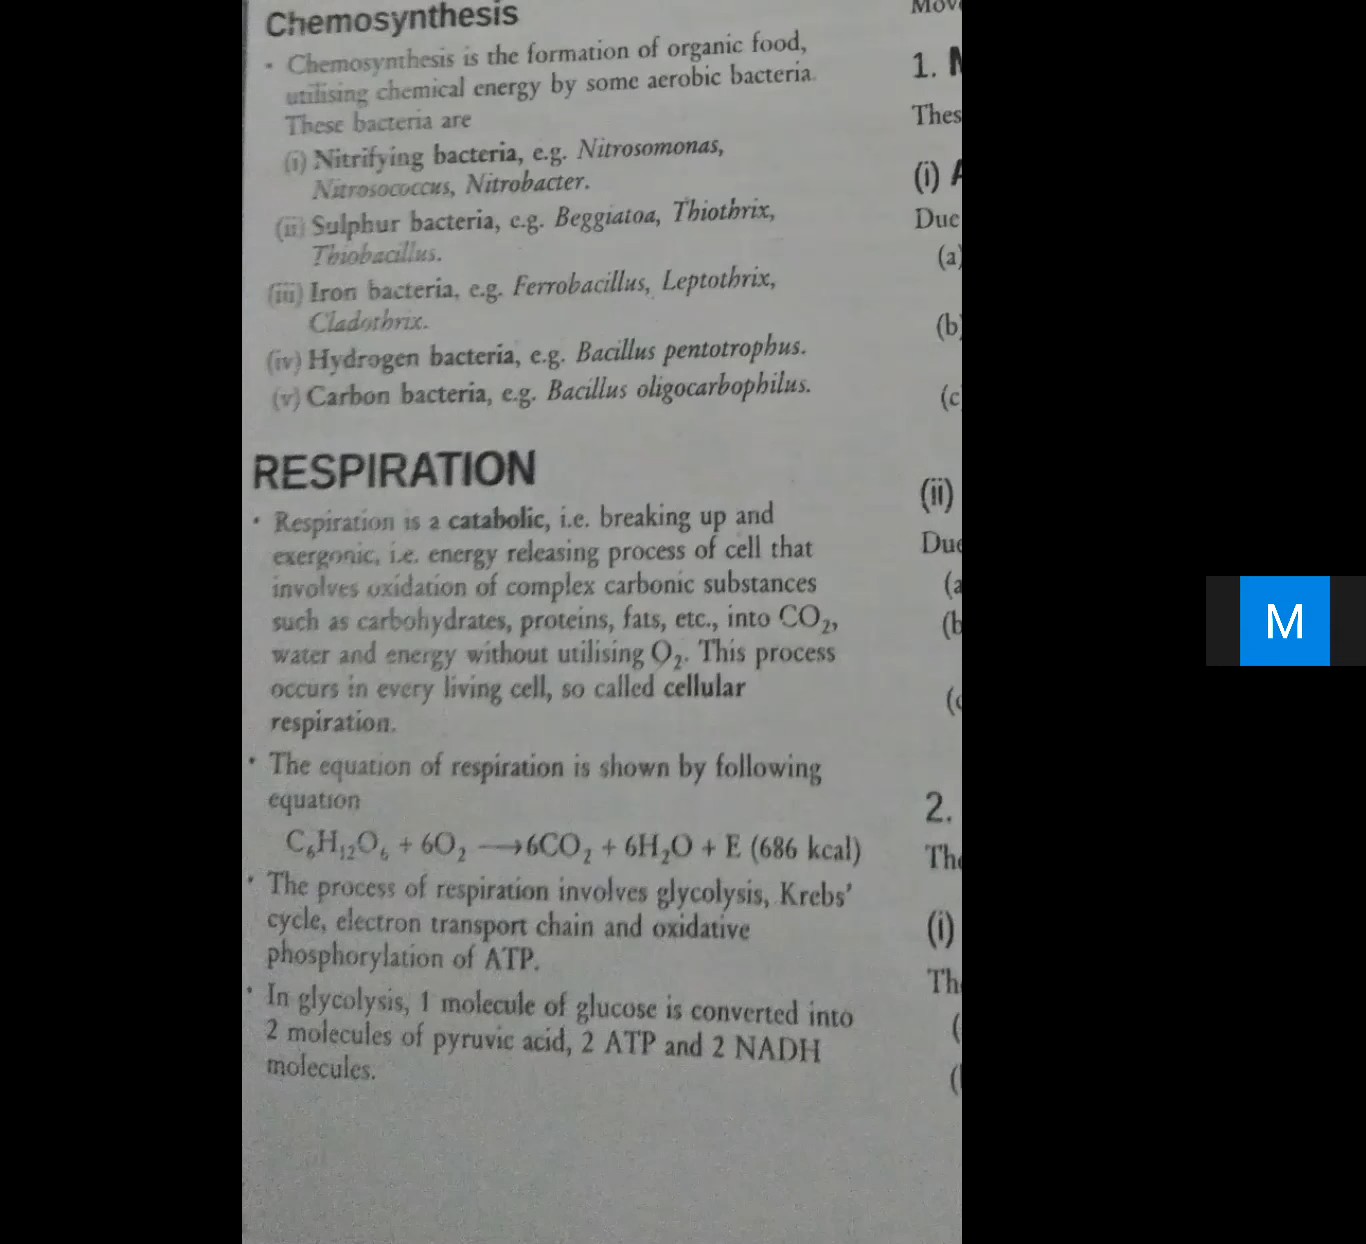 Chemosynthesis
• Chemosynthesis is the formation of organic food,
utilising chemical energy by some aerobic bacteria.
These bacteria are
(i) Nitrifying bacteria, e.g. Nitrosomonas,
Nitrosococcus, Nitrobacter.
(ii) Sulphur bacteria, e.g. Beggiatoa, Thiothrix,
Thiobacillus.
(iii) Iron bacteria, e.g. Ferrobacillus, Leptothrix,
Cladothrix.
(iv) Hydrogen bacteria, e.g. Bacillus pentotrophus.
(v) Carbon bacteria, e.g. Bacillus oligocarbophilus.
RESPIRATION
• Respiration is a catabolic, i.e. breaking up and
exergonic, i.e. energy releasing process of cell that
involves oxidation of complex carbonic substances
such as carbohydrates, proteins, fats, etc., into CO₂,
water and energy without utilising O₂. This process
occurs in every living cell, so called cellular
respiration.
• The equation of respiration is shown by following
equation
C₆H₁₂O₆ + 6O₂ ⟶ 6CO₂ + 6H₂O + E (686 kcal)
• The process of respiration involves glycolysis, Krebs'
cycle, electron transport chain and oxidative
phosphorylation of ATP.
• In glycolysis, 1 molecule of glucose is converted into
2 molecules of pyruvic acid, 2 ATP and 2 NADH
molecules.
1.
(i)
(a)
(b)
(c)
(ii)
2.
(i)
M